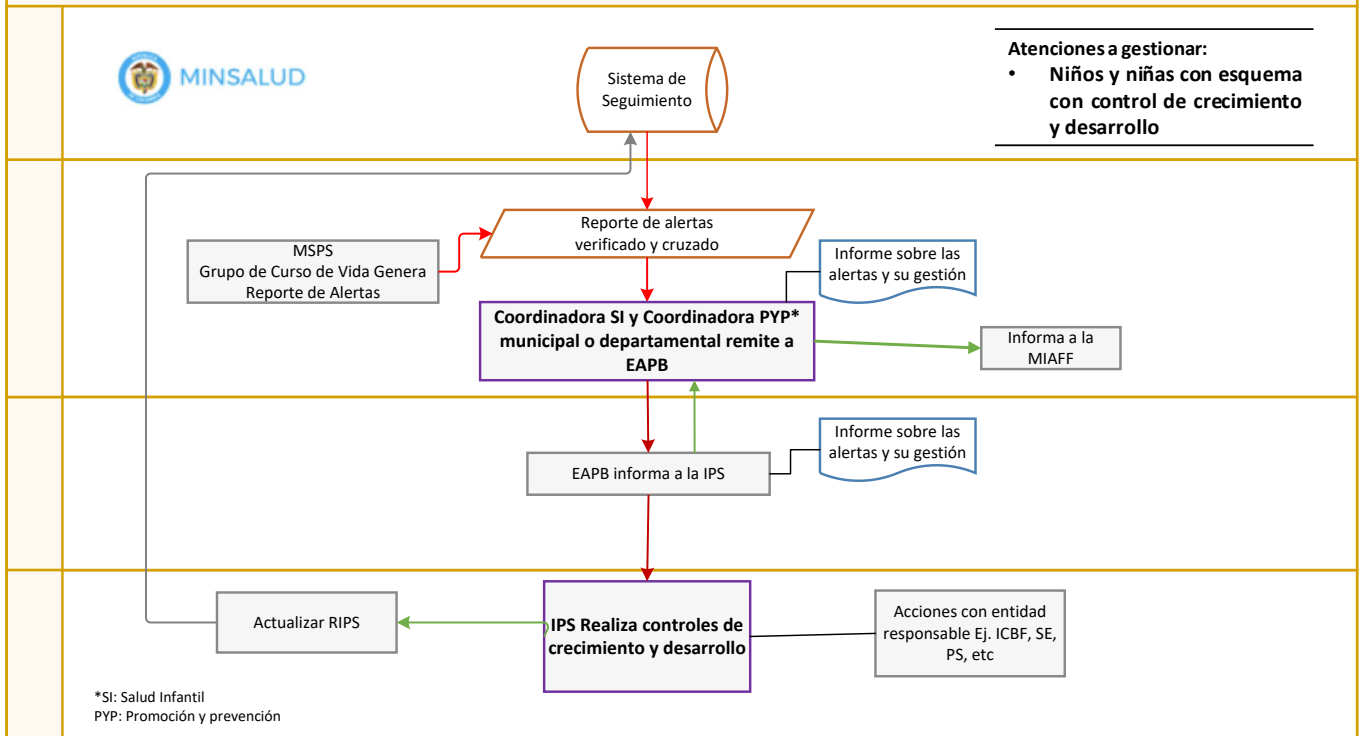 MINSALUD
Sistema de
Seguimiento
Atenciones a gestionar:
• Niños y niñas con esquema
con control de crecimiento
y desarrollo
Reporte de alertas
verificado y cruzado
MSPS
Grupo de Curso de Vida Genera
Reporte de Alertas
Informe sobre las
alertas y su gestión
Coordinadora SI y Coordinadora PYP*
municipal o departamental remite a
EAPB
Informa a la
MIAFF
Informe sobre las
alertas y su gestión
EAPB informa a la IPS
Actualizar RIPS
IPS Realiza controles de
crecimiento y desarrollo
Acciones con entidad
responsable Ej. ICBF, SE,
PS, etc
*SI: Salud Infantil
PYP: Promoción y prevención